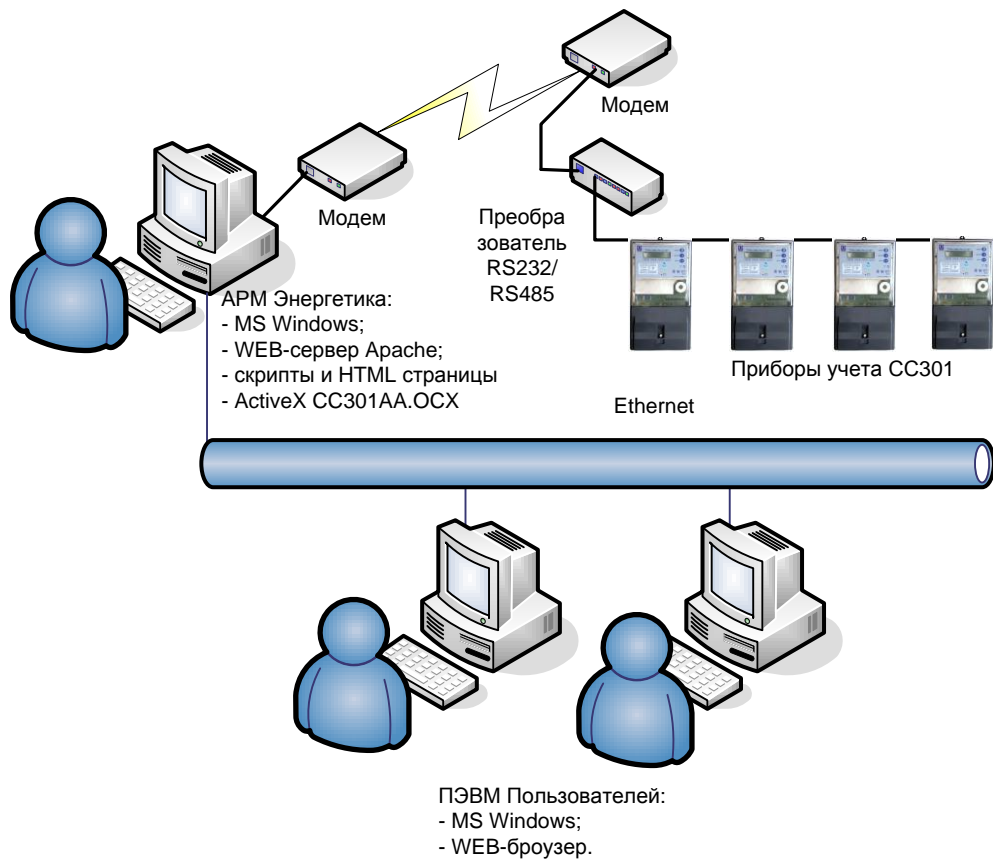 Модем
Модем
Преобра
зователь
RS232/
RS485
АРМ Энергетика:
- MS Windows;
- WEB-сервер Apache;
- скрипты и HTML страницы
- ActiveX CC301AA.OCX
Приборы учета СС301
Ethernet
ПЭВМ Пользователей:
- MS Windows;
- WEB-броузер.